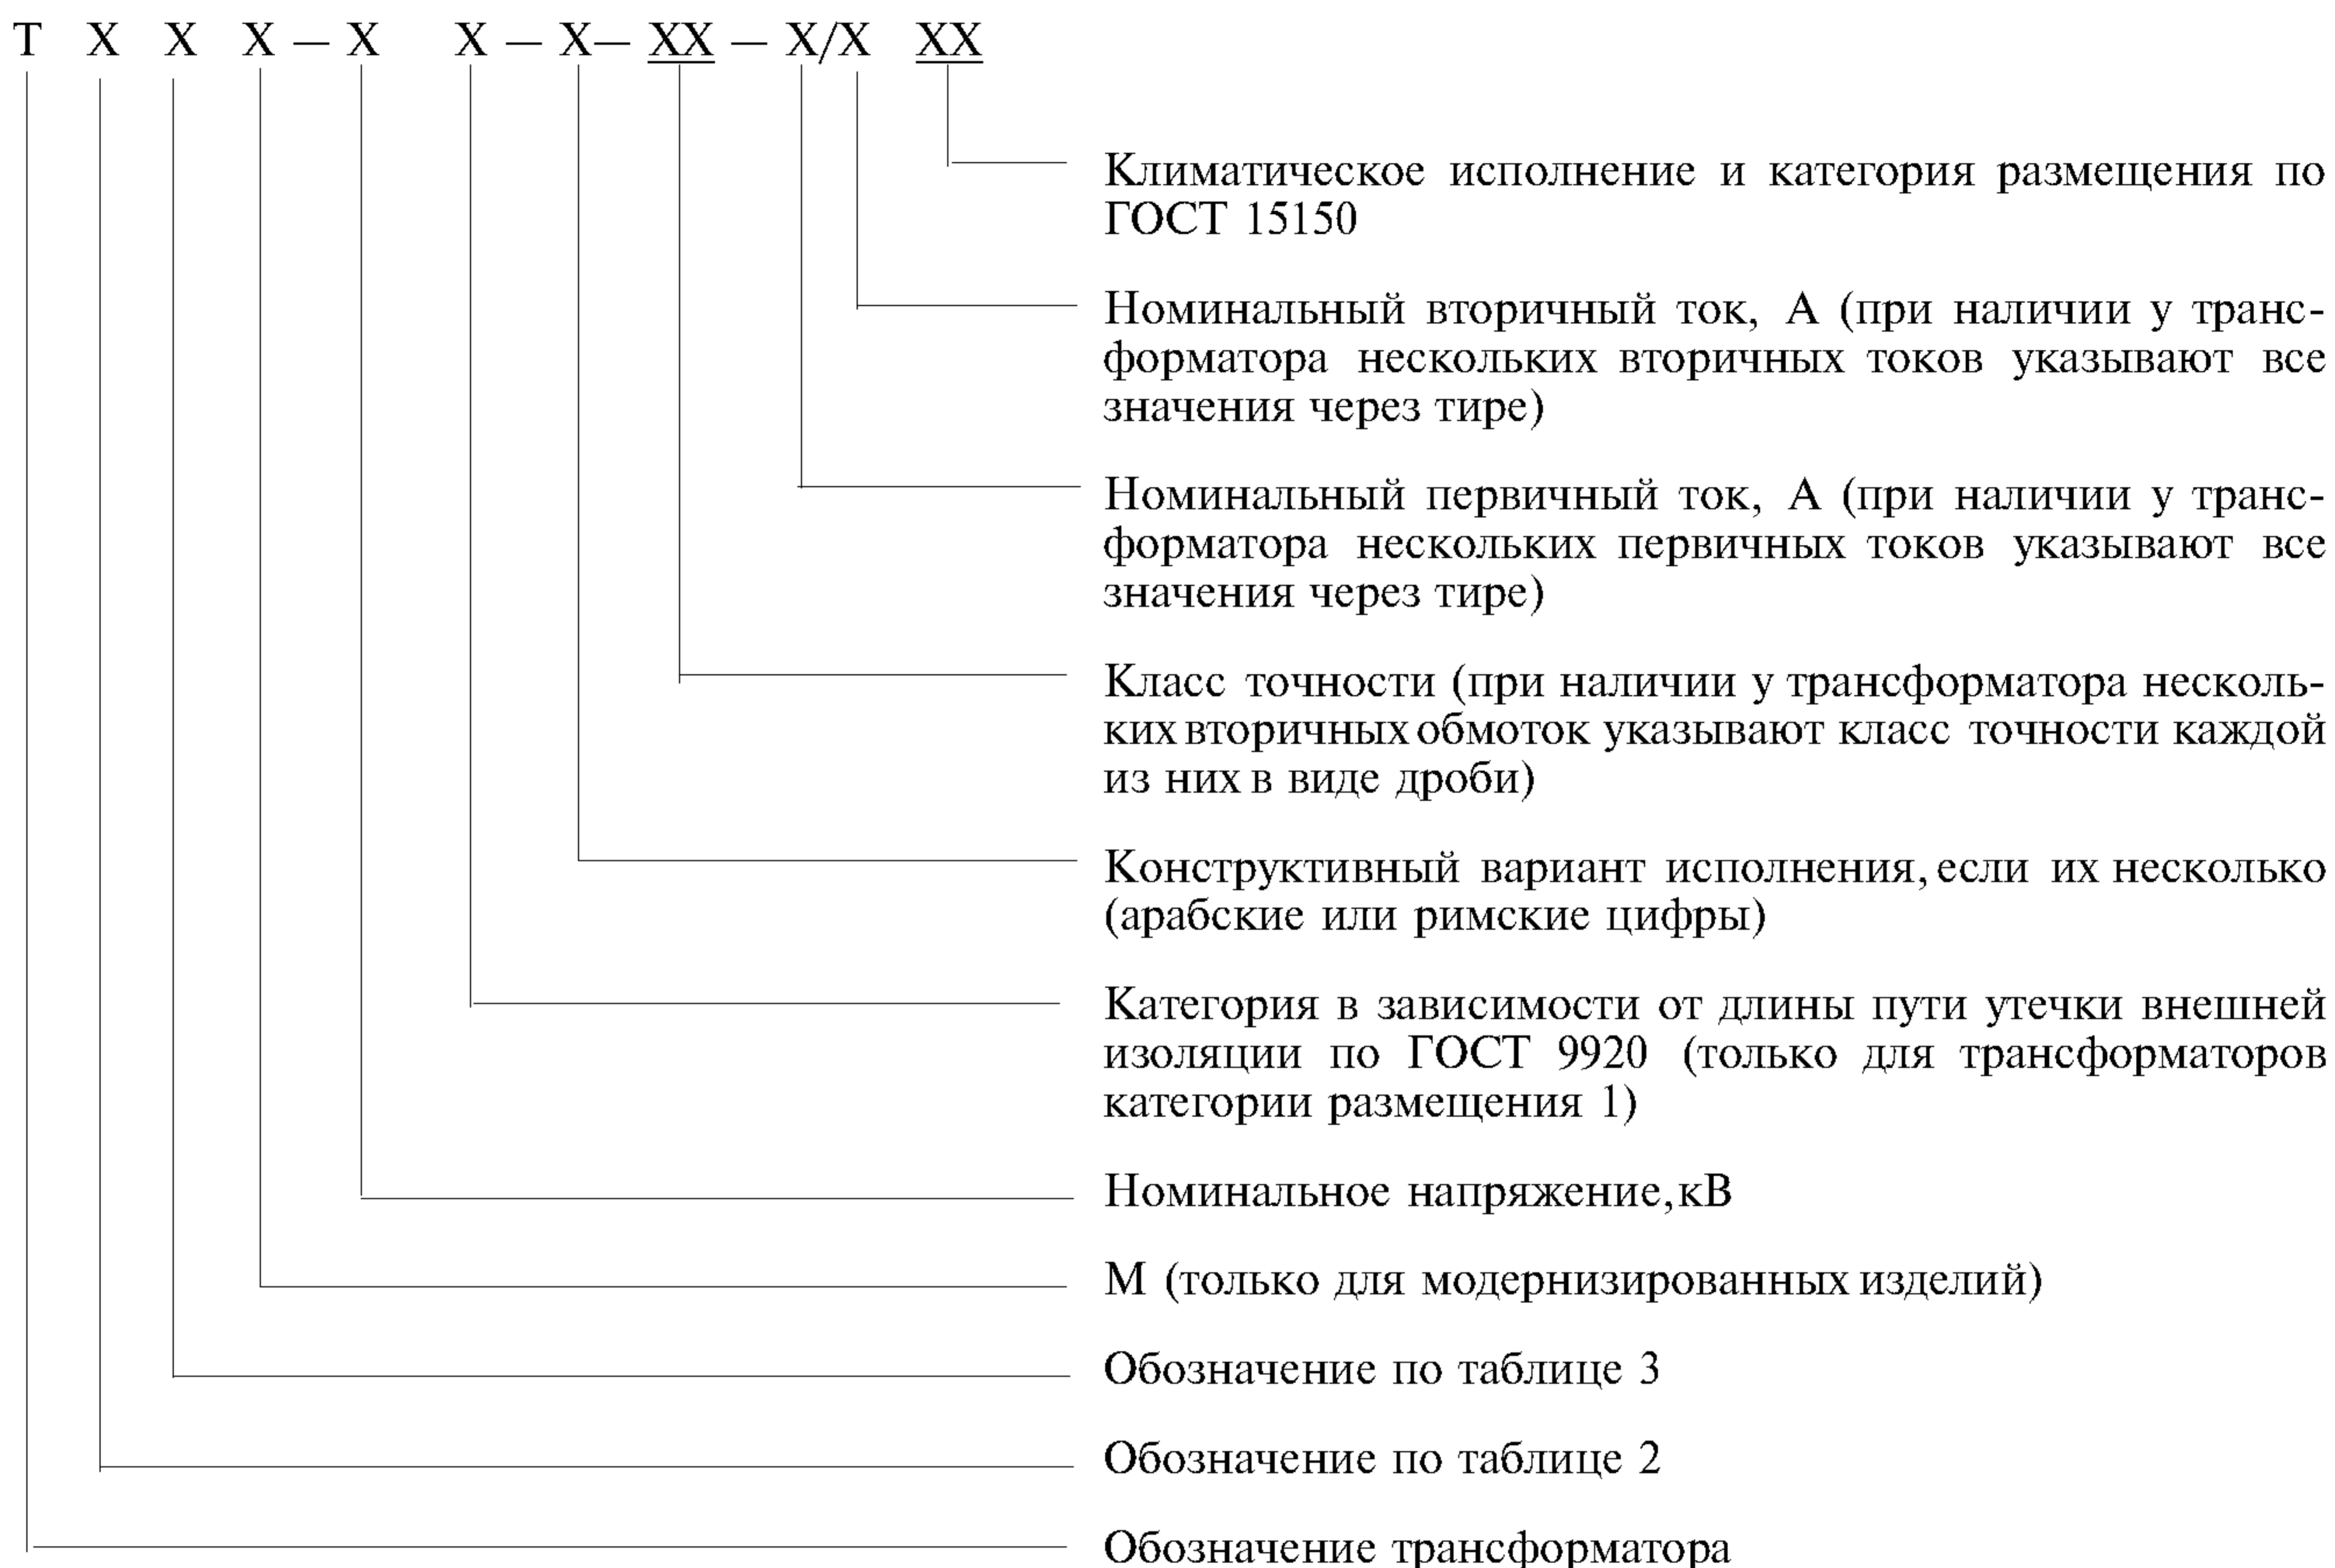 Т Х Х Х — Х Х — Х— ХХ — Х/Х ХХ
Климатическое исполнение и категория размещения по
ГОСТ 15150
Номинальный вторичный ток, А (при наличии у транс-
форматора нескольких вторичных токов указывают все
значения через тире)
Номинальный первичный ток, А (при наличии у транс-
форматора нескольких первичных токов указывают все
значения через тире)
Класс точности (при наличии у трансформатора несколь-
ких вторичных обмоток указывают класс точности каждой
из них в виде дроби)
Конструктивный вариант исполнения, если их несколько
(арабские или римские цифры)
Категория в зависимости от длины пути утечки внешней
изоляции по ГОСТ 9920 (только для трансформаторов
категории размещения 1)
Номинальное напряжение, кВ
М (только для модернизированных изделий)
Обозначение по таблице 3
Обозначение по таблице 2
Обозначение трансформатора